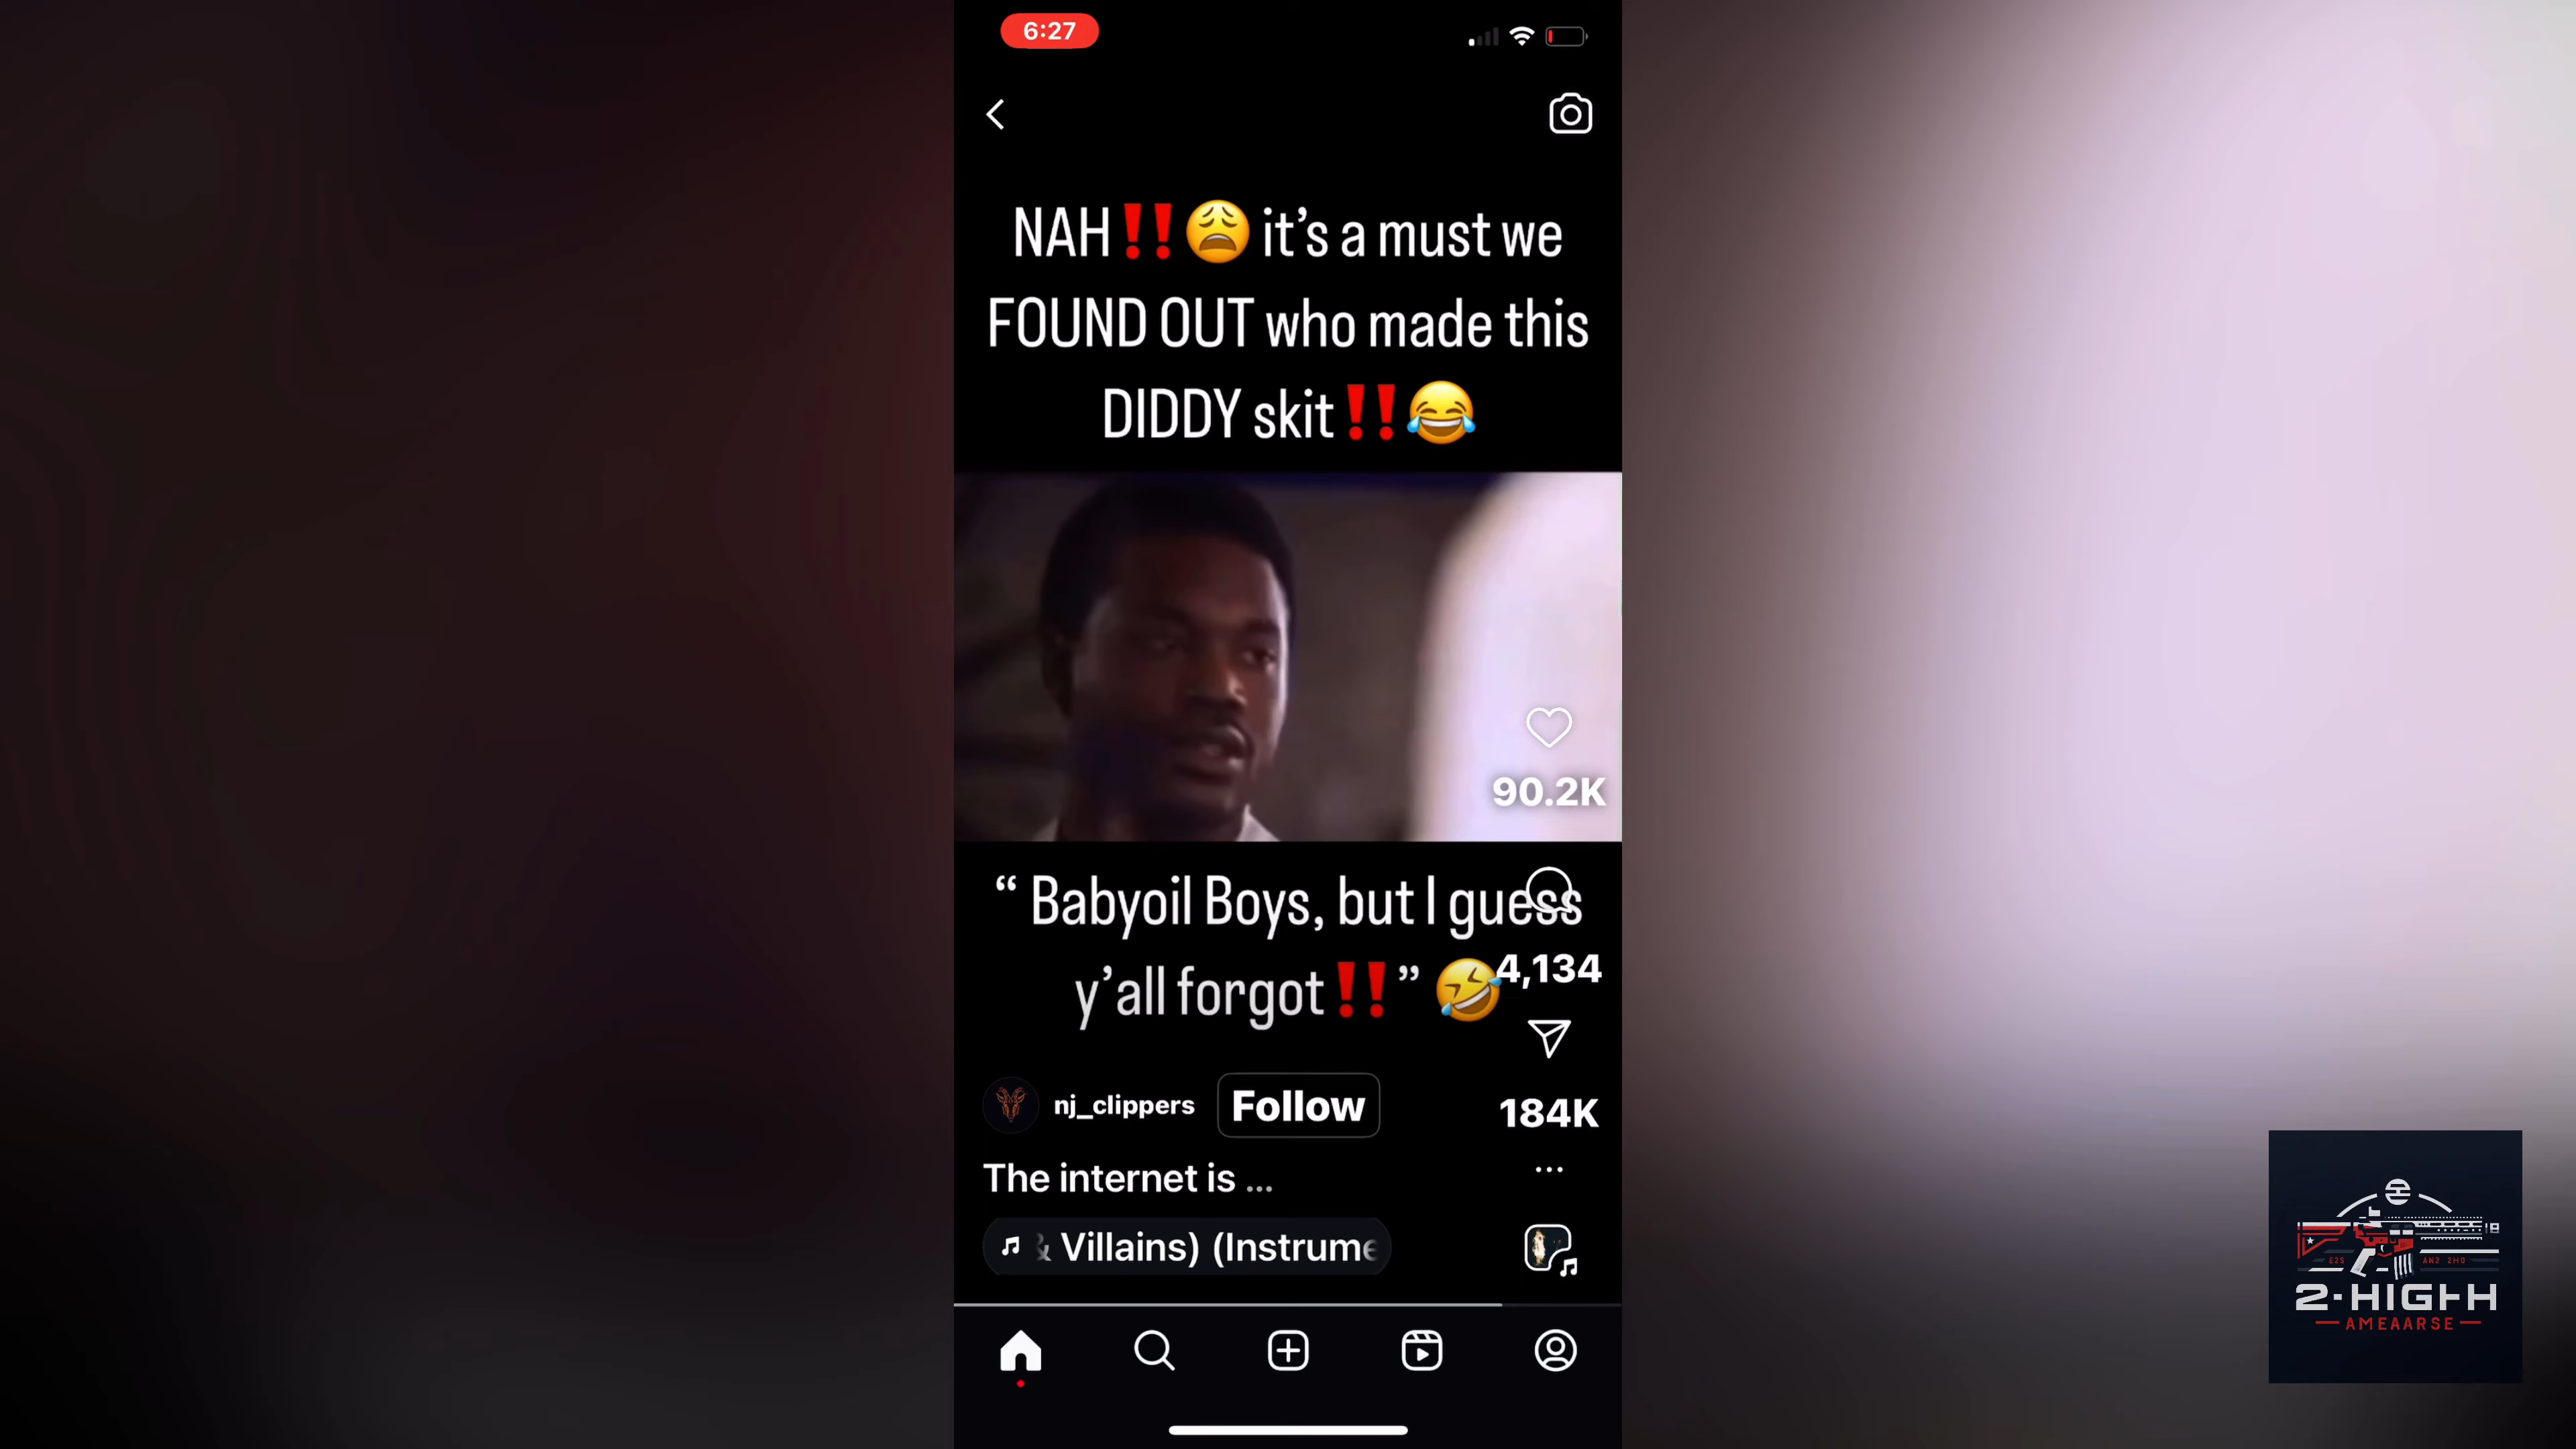 6:27
NAH‼️😩 it's a must we
FOUND OUT who made this
DIDDY skit‼️😂
90.2K
“ Babyoil Boys, but I guess
y'all forgot‼️” 🤣
4,134
nj_clippers Follow
184K
The internet is ...
& Villains) (Instrume
2·HIGH-H
AMEAARSE